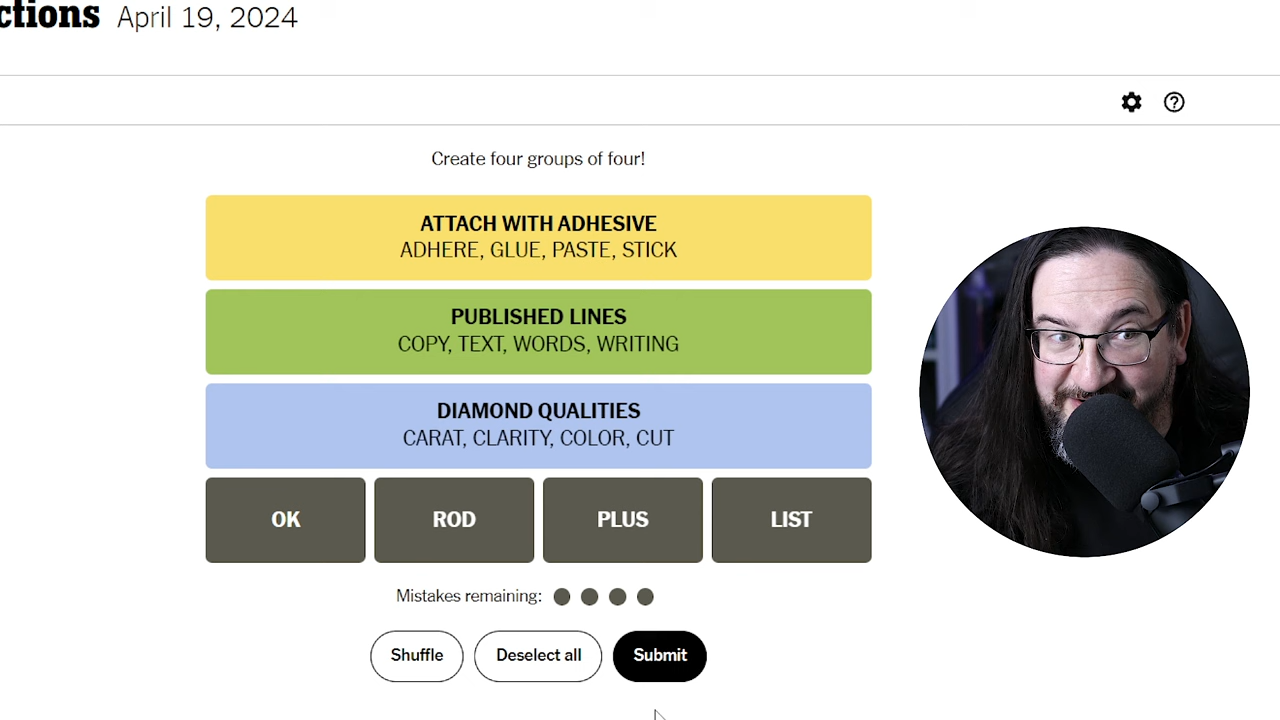 ctions April 19, 2024
Create four groups of four!
ATTACH WITH ADHESIVE
ADHERE, GLUE, PASTE, STICK
PUBLISHED LINES
COPY, TEXT, WORDS, WRITING
DIAMOND QUALITIES
CARAT, CLARITY, COLOR, CUT
OK ROD PLUS LIST
Mistakes remaining:
Shuffle Deselect all Submit